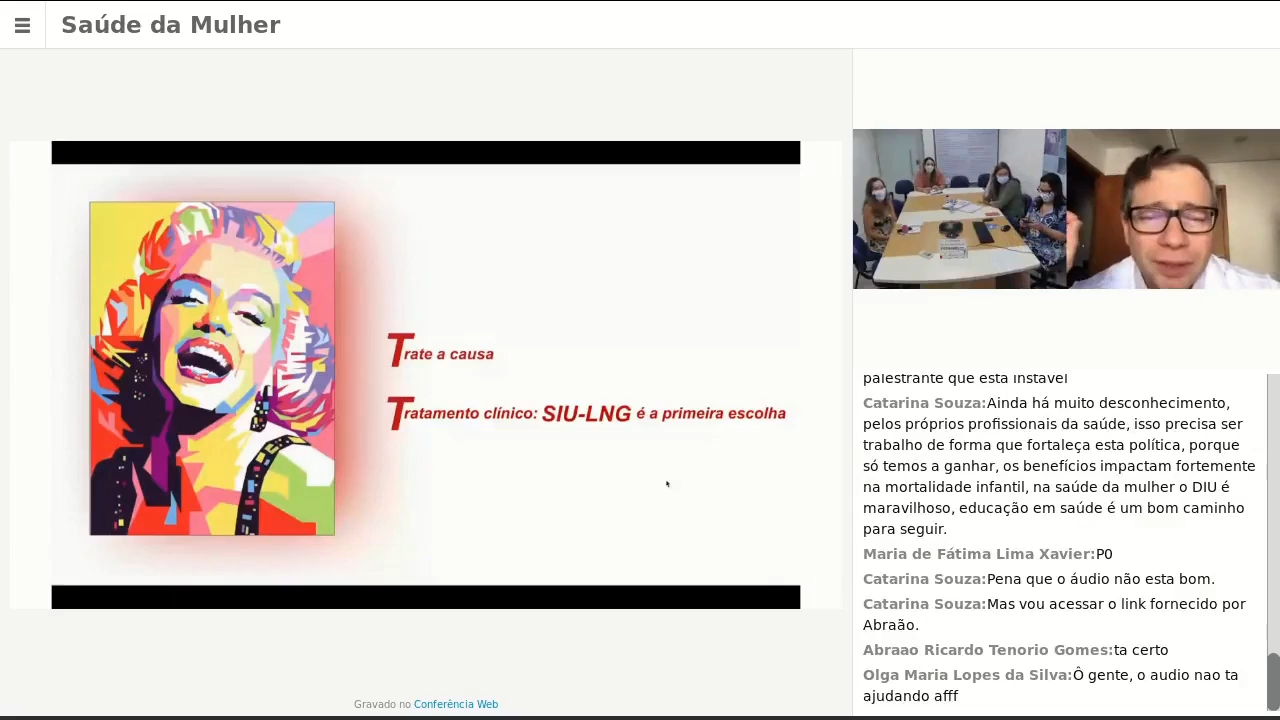 Saúde da Mulher
Trate a causa
Tratamento clínico: SIU-LNG é a primeira escolha
palestrante que esta instavel
Catarina Souza:Ainda há muito desconhecimento,
pelos próprios profissionais da saúde, isso precisa ser
trabalho de forma que fortaleça esta política, porque
só temos a ganhar, os benefícios impactam fortemente
na mortalidade infantil, na saúde da mulher o DIU é
maravilhoso, educação em saúde é um bom caminho
para seguir.
Maria de Fátima Lima Xavier:P0
Catarina Souza:Pena que o áudio não esta bom.
Catarina Souza:Mas vou acessar o link fornecido por
Abraão.
Abraao Ricardo Tenorio Gomes:ta certo
Olga Maria Lopes da Silva:Ô gente, o audio nao ta
ajudando afff
Gravado no Conferência Web